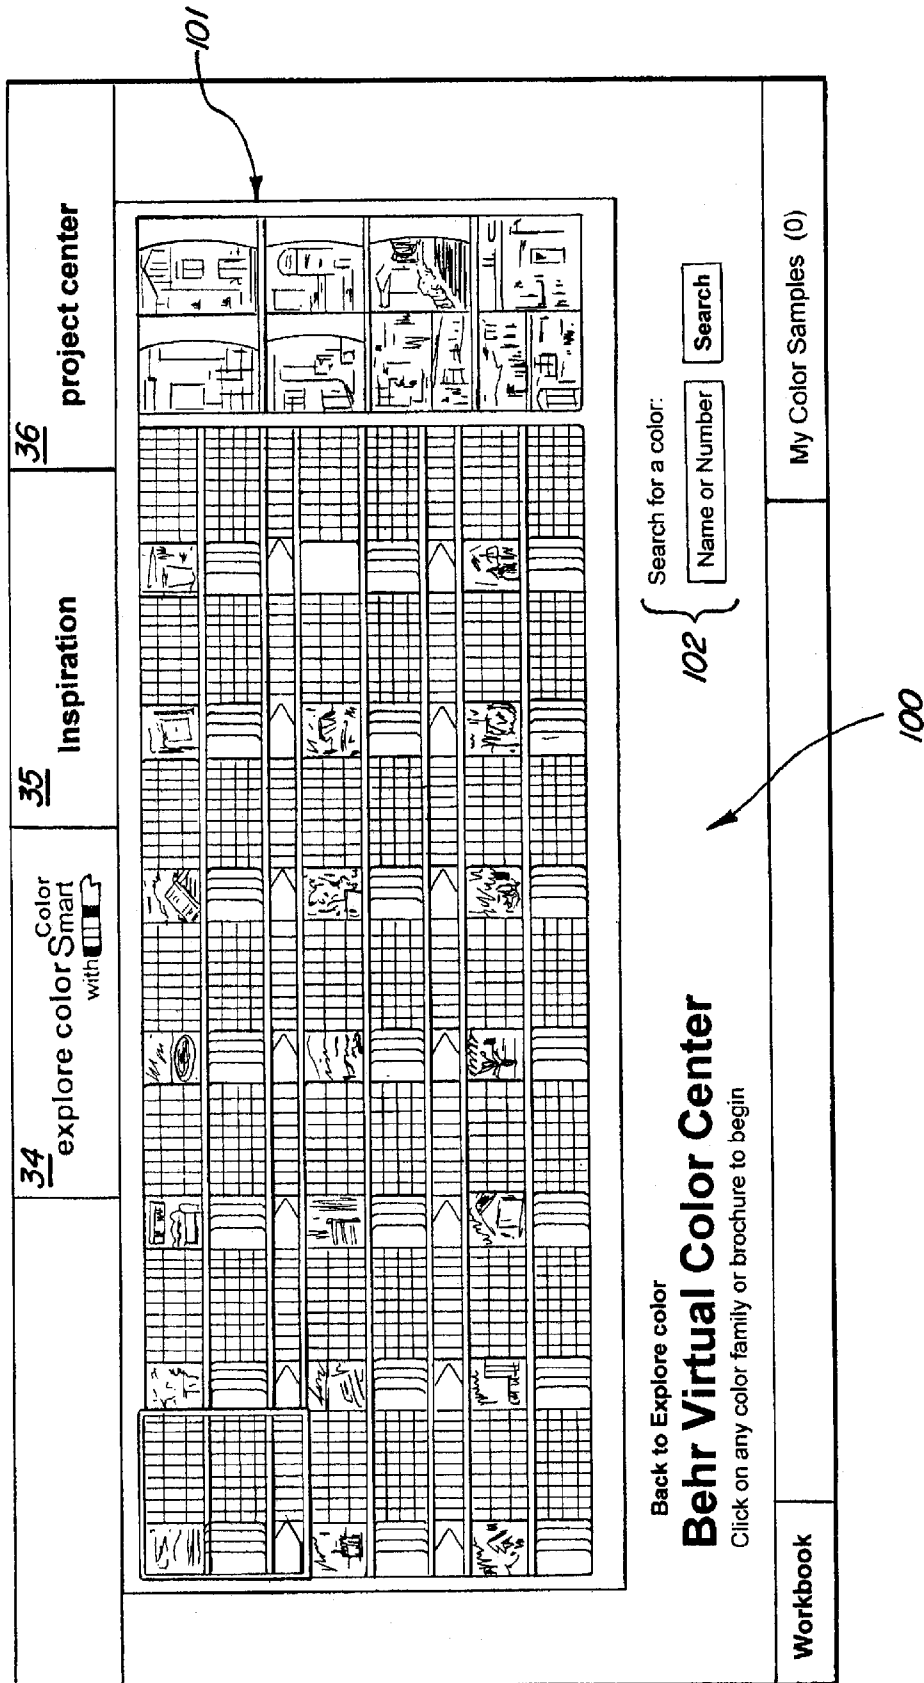 34
explore color
Color
Smart
with
35
Inspiration
36
project center
101
Back to Explore color
Behr Virtual Color Center
Click on any color family or brochure to begin
102
Search for a color:
Name or Number
Search
100
Workbook
My Color Samples (0)